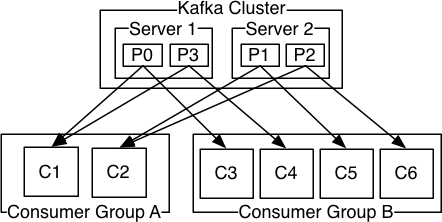 Kafka Cluster
Server 1 Server 2
P0 P3 P1 P2
C1 C2 C3 C4 C5 C6
Consumer Group A Consumer Group B